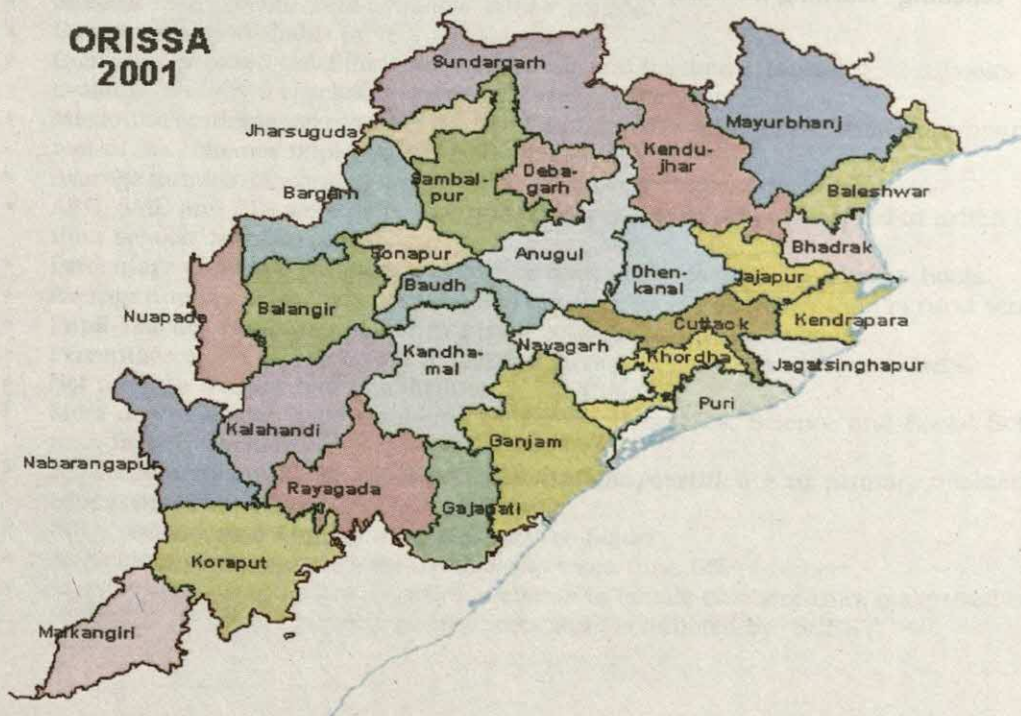 ORISSA
2001
Sundargarh
Jharsuguda
Mayurbhanj
Kendu-
jhar
Bargarh
Sambal-
pur
Deba-
garh
Baleshwar
Bhadrak
Sonapur
Anugul
Dhen-
kanal
Jajapur
Baudh
Balangir
Nuapada
Kendrapara
Cuttack
Nayagarh
Kandha-
mal
Khordha
Jagatsinghapur
Puri
Kalahandi
Ganjam
Nabarangapur
Rayagada
Gajapati
Koraput
Malkangiri